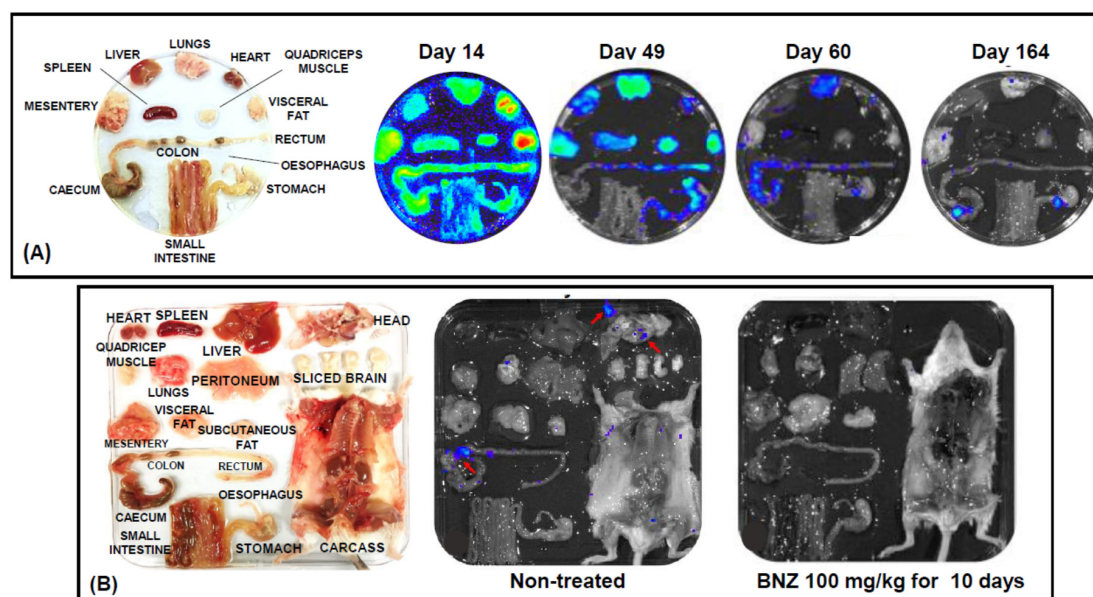 LUNGS
LIVER
HEART
QUADRICEPS
MUSCLE
SPLEEN
MESENTERY
VISCERAL
FAT
RECTUM
COLON
OESOPHAGUS
CAECUM
STOMACH
SMALL
INTESTINE
(A)
Day 14
Day 49
Day 60
Day 164
HEART
SPLEEN
HEAD
QUADRICEP
MUSCLE
LIVER
LUNGS
PERITONEUM
SLICED BRAIN
VISCERAL
FAT
SUBCUTANEOUS
FAT
MESENTERY
COLON
RECTUM
OESOPHAGUS
CAECUM
SMALL
INTESTINE
STOMACH
CARCASS
(B)
Non-treated
BNZ 100 mg/kg for 10 days